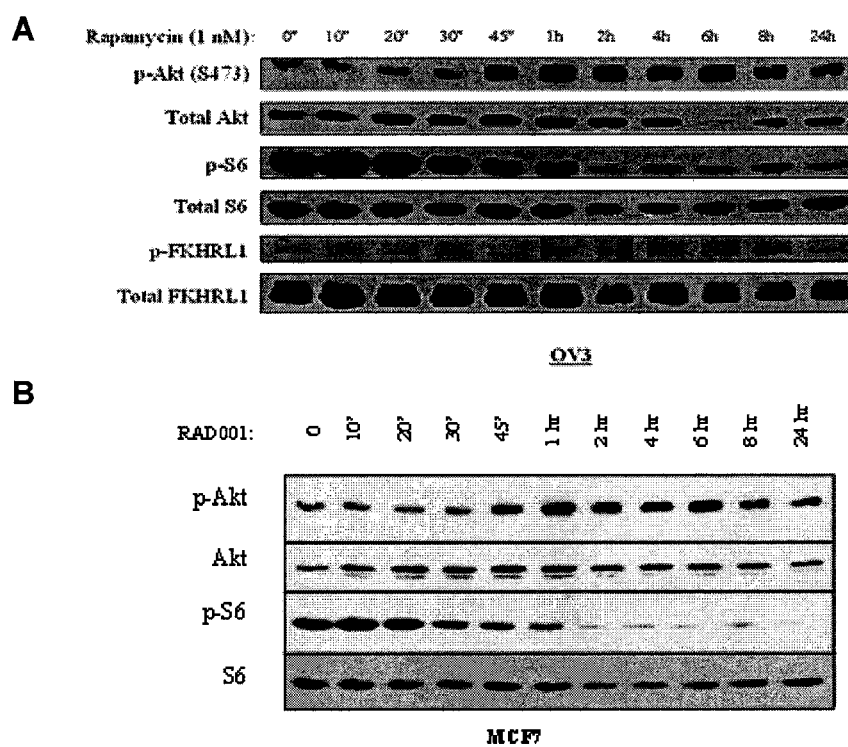 A
Rapamycin (1 nM): 0" 10" 20" 30" 45" 1h 2h 4h 6h 8h 24h
p-Akt (S473)
Total Akt
p-S6
Total S6
p-FKHRL1
Total FKHRL1
OV3
B
RAD001: 0 10' 20' 30' 45' 1 hr 2 hr 4 hr 6 hr 8 hr 24 hr
p-Akt
Akt
p-S6
S6
MCF7